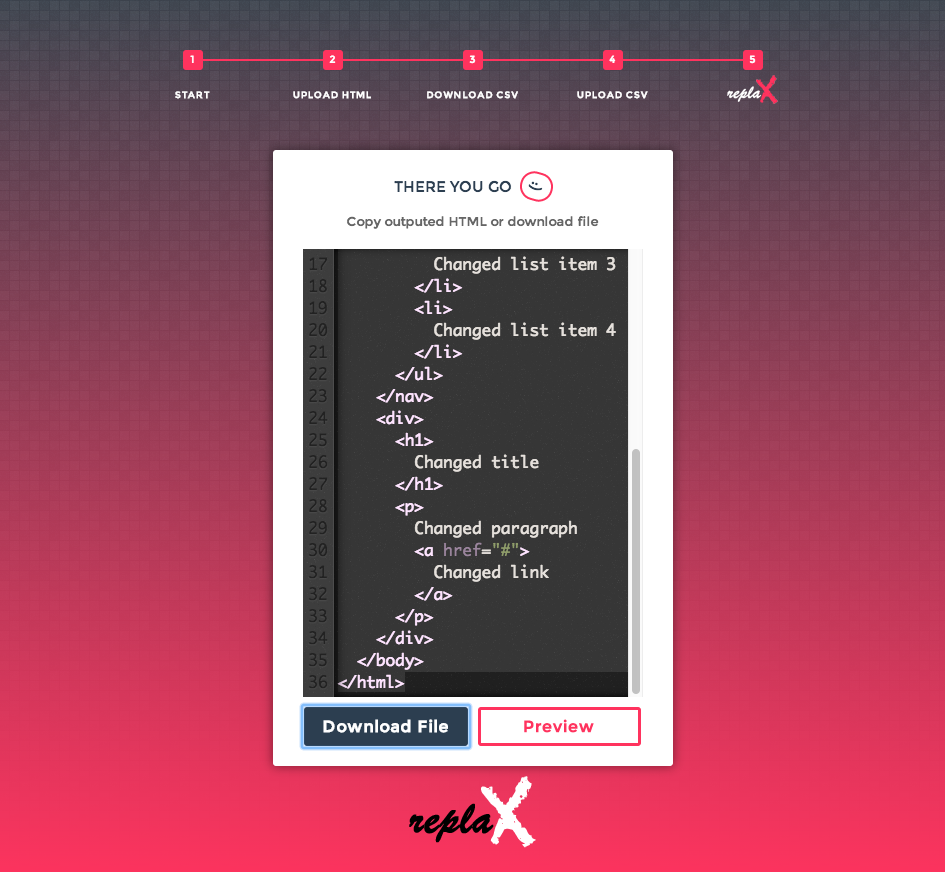 1 2 3 4 5
START UPLOAD HTML DOWNLOAD CSV UPLOAD CSV replaX
THERE YOU GO
Copy outputed HTML or download file
17 Changed list item 3
18 </li>
19 <li>
20 Changed list item 4
21 </li>
22 </ul>
23 </nav>
24 <div>
25 <h1>
26 Changed title
27 </h1>
28 <p>
29 Changed paragraph
30 <a href="#">
31 Changed link
32 </a>
33 </p>
34 </div>
35 </body>
36 </html>
Download File Preview
replaX